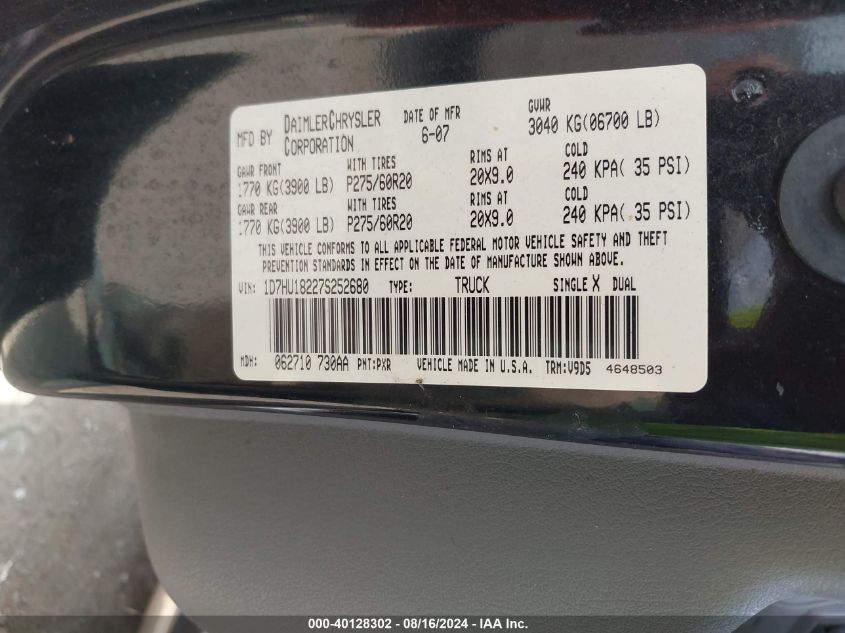 MFD BY DAIMLERCHRYSLER CORPORATION DATE OF MFR 6-07 GVWR 3040 KG(06700 LB)
GAWR FRONT WITH TIRES RIMS AT COLD
1770 KG(3900 LB) P275/60R20 20X9.0 240 KPA( 35 PSI)
GAWR REAR WITH TIRES RIMS AT COLD
1770 KG(3900 LB) P275/60R20 20X9.0 240 KPA( 35 PSI)
THIS VEHICLE CONFORMS TO ALL APPLICABLE FEDERAL MOTOR VEHICLE SAFETY AND THEFT
PREVENTION STANDARDS IN EFFECT ON THE DATE OF MANUFACTURE SHOWN ABOVE.
VIN: 1D7HU18227S252680 TYPE: TRUCK SINGLE X DUAL
MDH: 062710 730AA PNT:PXR VEHICLE MADE IN U.S.A. TRM:V9D5 4648503
000-40128302 - 08/16/2024 - IAA Inc.